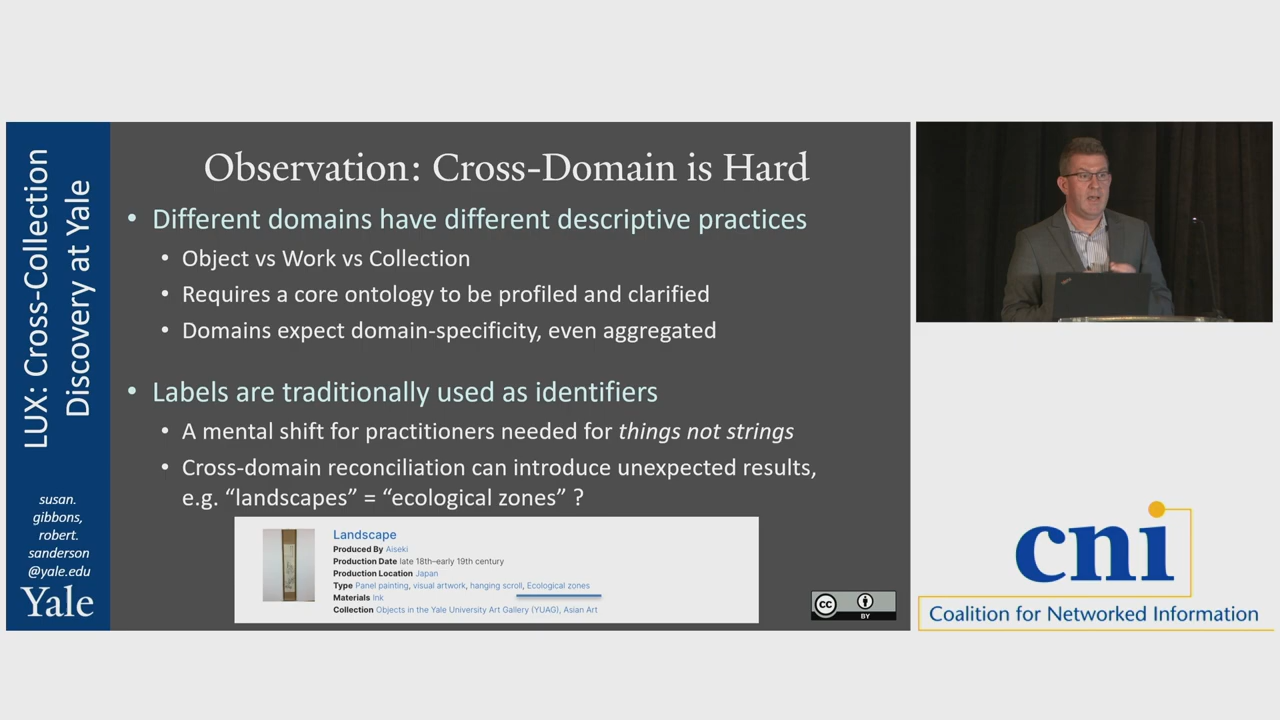 LUX: Cross-Collection
Discovery at Yale
susan.
gibbons,
robert.
sanderson
@yale.edu
Yale
Observation: Cross-Domain is Hard
• Different domains have different descriptive practices
• Object vs Work vs Collection
• Requires a core ontology to be profiled and clarified
• Domains expect domain-specificity, even aggregated
• Labels are traditionally used as identifiers
• A mental shift for practitioners needed for things not strings
• Cross-domain reconciliation can introduce unexpected results,
e.g. “landscapes” = “ecological zones” ?
Landscape
Produced By Aiseki
Production Date late 18th–early 19th century
Production Location Japan
Type Panel painting, visual artwork, hanging scroll, Ecological zones
Materials Ink
Collection Objects in the Yale University Art Gallery (YUAG), Asian Art
cc
BY
cni
Coalition for Networked Information